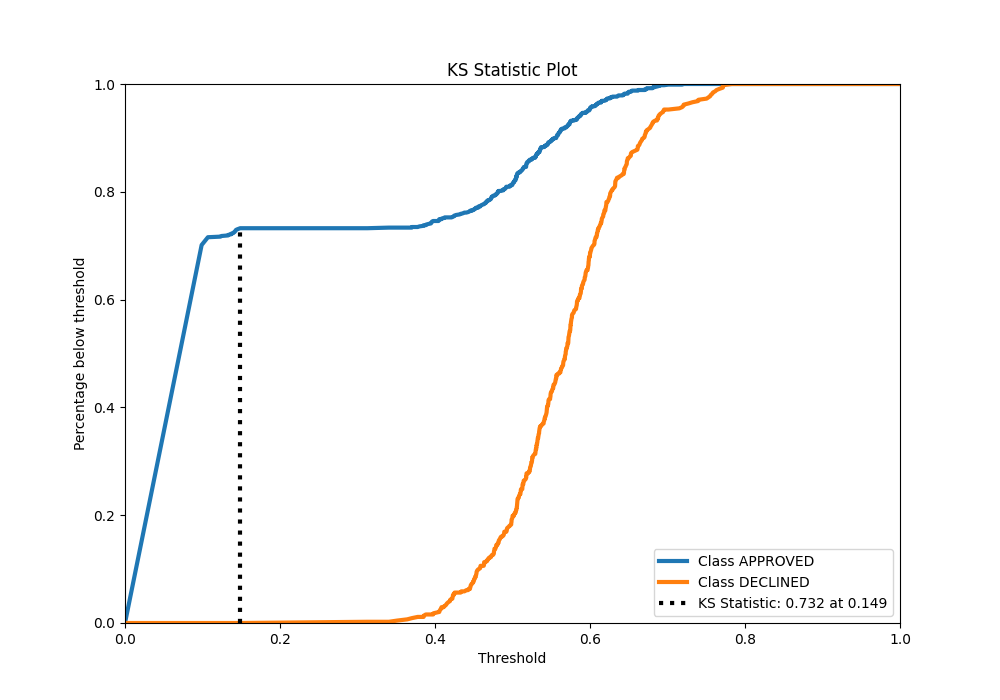 KS Statistic Plot
1.0
0.8
0.6
0.4
0.2
0.0
Percentage below threshold
0.0 0.2 0.4 0.6 0.8 1.0
Threshold
Class APPROVED
Class DECLINED
KS Statistic: 0.732 at 0.149